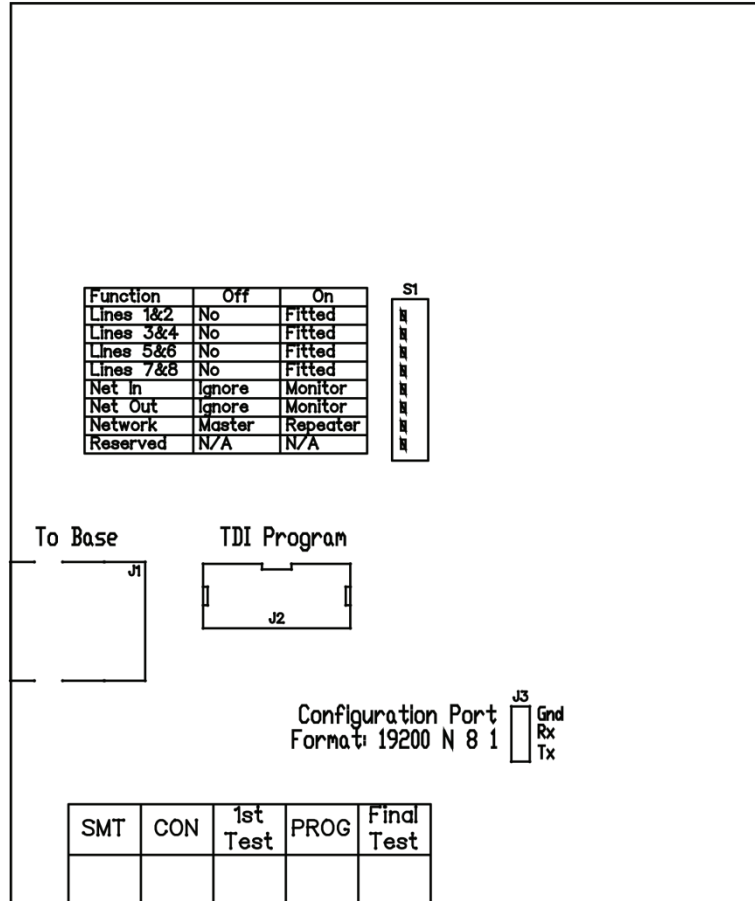 S1
Function Off On
Lines 1&2 No Fitted
Lines 3&4 No Fitted
Lines 5&6 No Fitted
Lines 7&8 No Fitted
Net In Ignore Monitor
Net Out Ignore Monitor
Network Master Repeater
Reserved N/A N/A
To Base
J1
TDI Program
J2
J3
Configuration Port
Format: 19200 N 8 1
Gnd
Rx
Tx
SMT CON 1st Test PROG Final Test